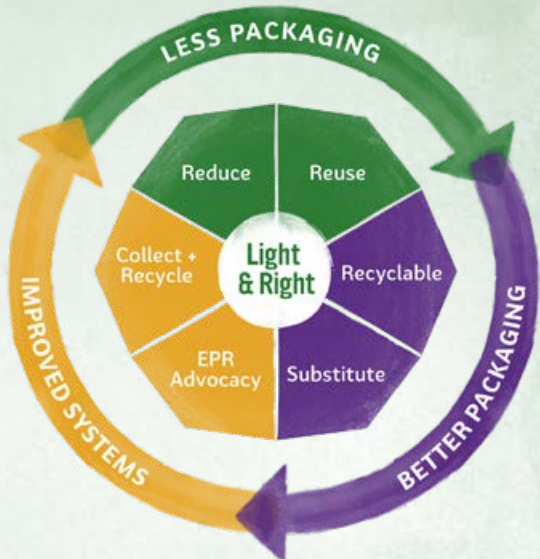 LESS PACKAGING
Reduce
Reuse
Collect +
Recycle
Light
& Right
Recyclable
EPR
Advocacy
Substitute
IMPROVED SYSTEMS
BETTER PACKAGING